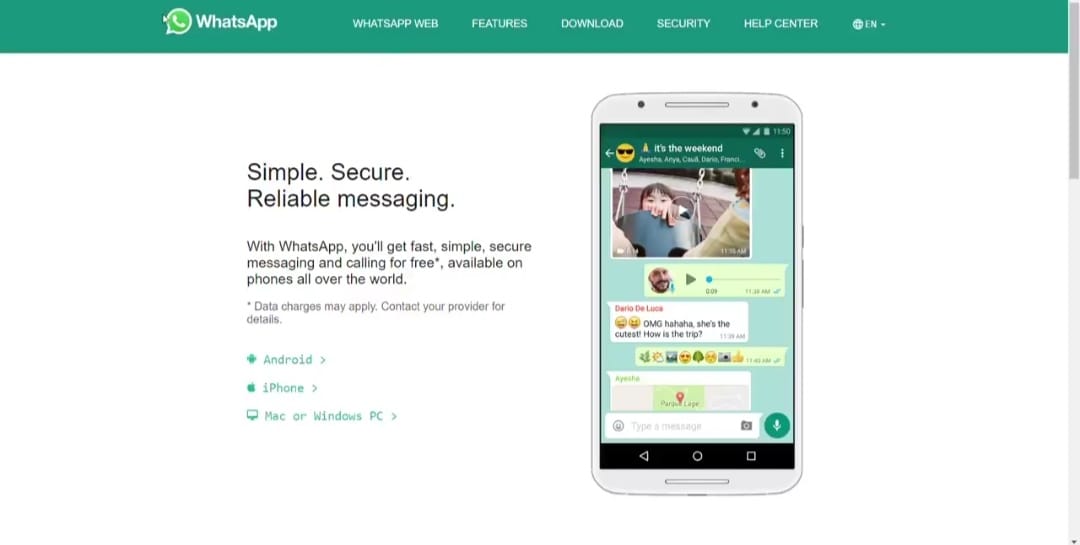 WhatsApp
WHATSAPP WEB
FEATURES
DOWNLOAD
SECURITY
HELP CENTER
EN
Simple. Secure.
Reliable messaging.
With WhatsApp, you'll get fast, simple, secure
messaging and calling for free*, available on
phones all over the world.
* Data charges may apply. Contact your provider for
details.
Android >
iPhone >
Mac or Windows PC >
11:50
it's the weekend
Ayesha, Anya, Cauã, Dario, Franci...
0:09
11:38 AM
Dario De Luca
OMG hahaha, she's the
cutest! How is the trip?
11:39 AM
11:43 AM
Ayesha
Parque Lage
Type a message